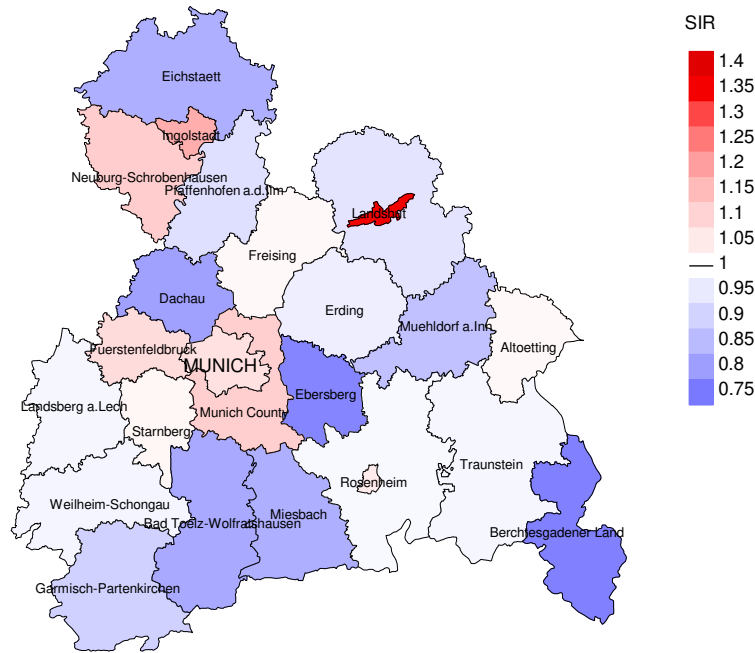 SIR
1.4
1.35
1.3
1.25
1.2
1.15
1.1
1.05
1
0.95
0.9
0.85
0.8
0.75
Eichstaett
Ingolstadt
Neuburg-Schrobenhausen
Pfaffenhofen a.d.Ilm
Landshut
Freising
Dachau
Erding
Muehldorf a.Inn
Altoetting
Fuerstenfeldbruck
MUNICH
Ebersberg
Landsberg a.Lech
Munich County
Starnberg
Traunstein
Rosenheim
Weilheim-Schongau
Miesbach
Bad Toelz-Wolfratshausen
Berchtesgadener Land
Garmisch-Partenkirchen